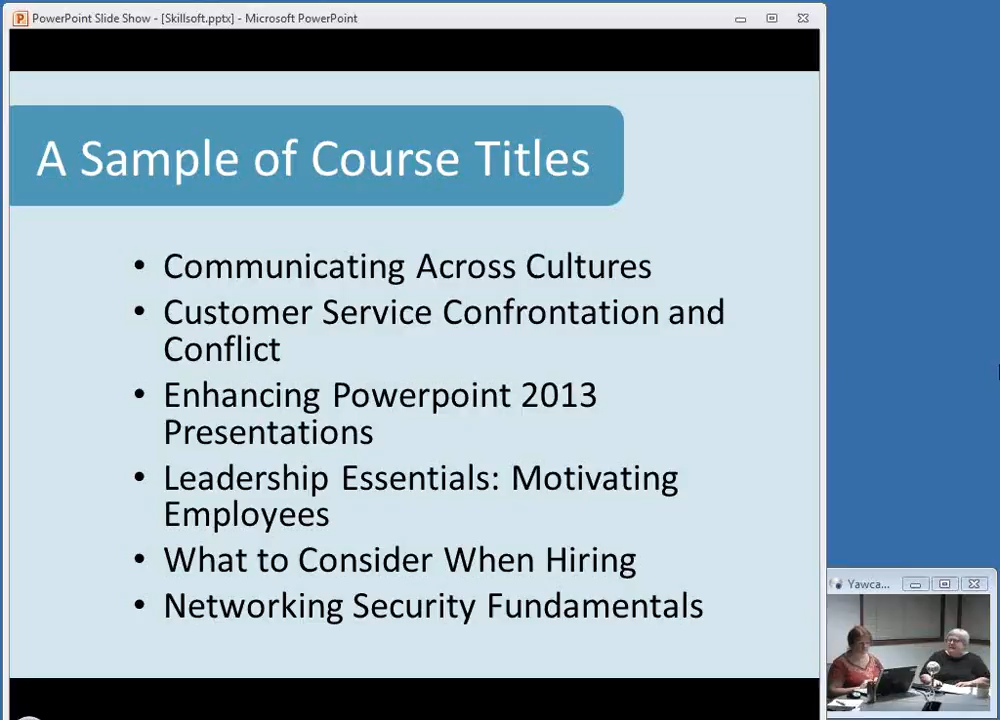 PowerPoint Slide Show - [Skillsoft.pptx] - Microsoft PowerPoint
A Sample of Course Titles
• Communicating Across Cultures
• Customer Service Confrontation and
Conflict
• Enhancing Powerpoint 2013
Presentations
• Leadership Essentials: Motivating
Employees
• What to Consider When Hiring
• Networking Security Fundamentals
Yawca...